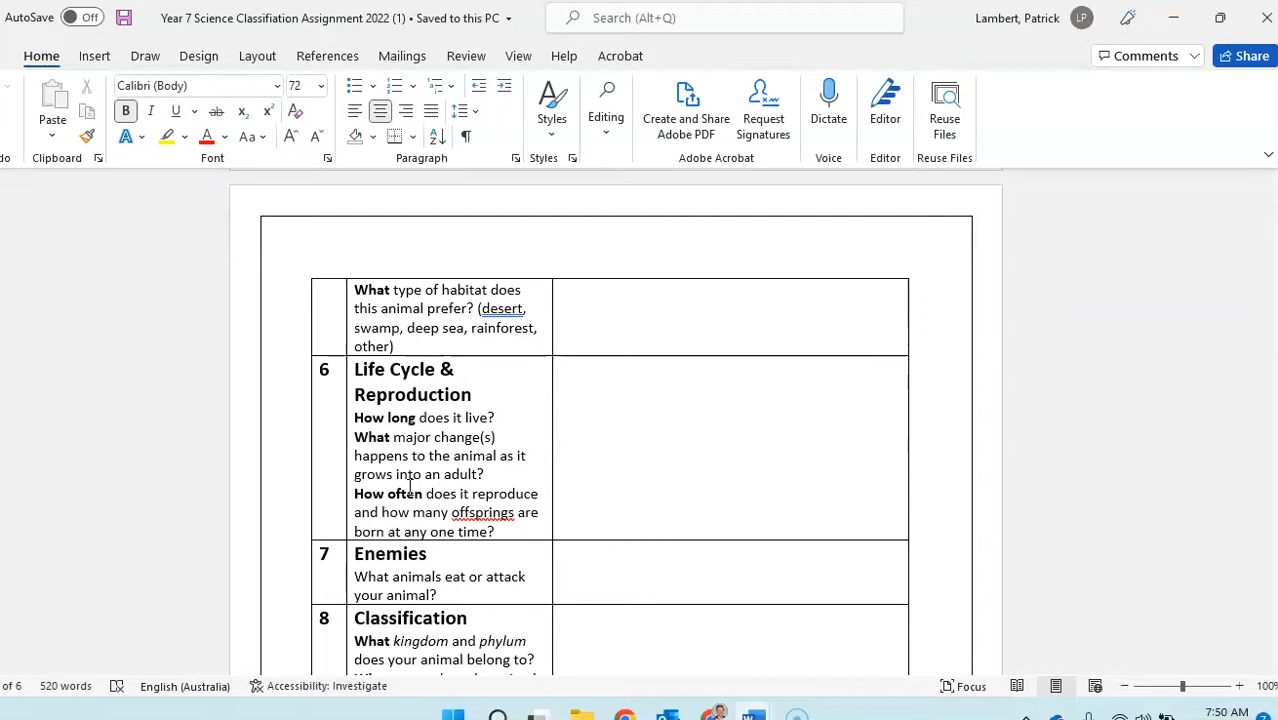 AutoSave Off Year 7 Science Classifiation Assignment 2022 (1) • Saved to this PC Search (Alt+Q) Lambert, Patrick LP
Home Insert Draw Design Layout References Mailings Review View Help Acrobat Comments Share
Calibri (Body) 72
Paste Styles Editing Create and Share Adobe PDF Request Signatures Dictate Editor Reuse Files
Clipboard Font Paragraph Styles Adobe Acrobat Voice Editor Reuse Files
What type of habitat does
this animal prefer? (desert,
swamp, deep sea, rainforest,
other)
6 Life Cycle &
Reproduction
How long does it live?
What major change(s)
happens to the animal as it
grows into an adult?
How often does it reproduce
and how many offsprings are
born at any one time?
7 Enemies
What animals eat or attack
your animal?
8 Classification
What kingdom and phylum
does your animal belong to?
of 6 520 words English (Australia) Accessibility: Investigate Focus 100%
7:50 AM